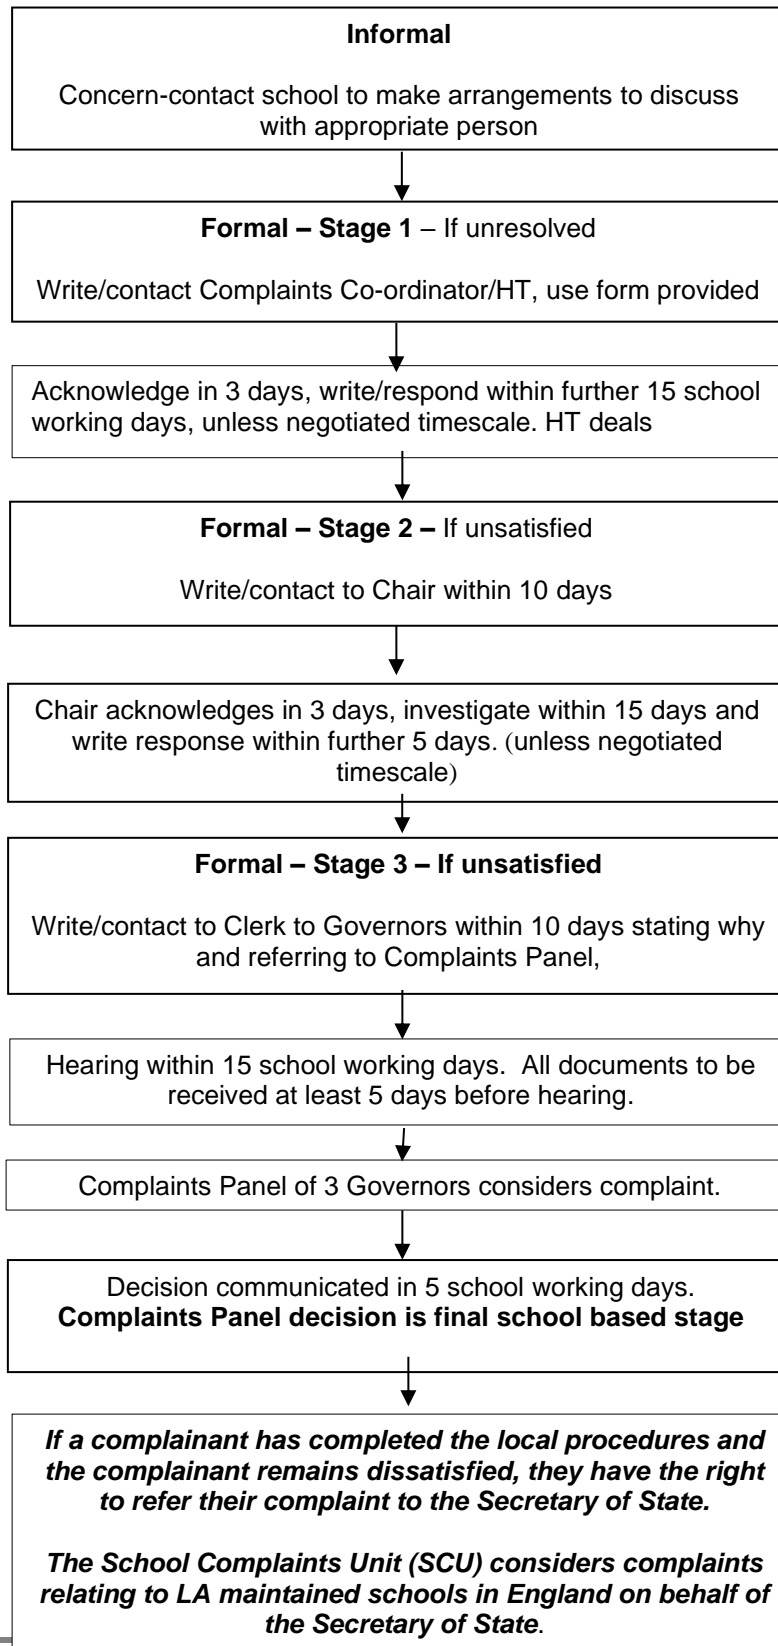 Informal
Concern-contact school to make arrangements to discuss
with appropriate person
Formal – Stage 1 – If unresolved
Write/contact Complaints Co-ordinator/HT, use form provided
Acknowledge in 3 days, write/respond within further 15 school
working days, unless negotiated timescale. HT deals
Formal – Stage 2 – If unsatisfied
Write/contact to Chair within 10 days
Chair acknowledges in 3 days, investigate within 15 days and
write response within further 5 days. (unless negotiated
timescale)
Formal – Stage 3 – If unsatisfied
Write/contact to Clerk to Governors within 10 days stating why
and referring to Complaints Panel,
Hearing within 15 school working days.  All documents to be
received at least 5 days before hearing.
Complaints Panel of 3 Governors considers complaint.
Decision communicated in 5 school working days.
Complaints Panel decision is final school based stage
If a complainant has completed the local procedures and
the complainant remains dissatisfied, they have the right
to refer their complaint to the Secretary of State.
The School Complaints Unit (SCU) considers complaints
relating to LA maintained schools in England on behalf of
the Secretary of State.